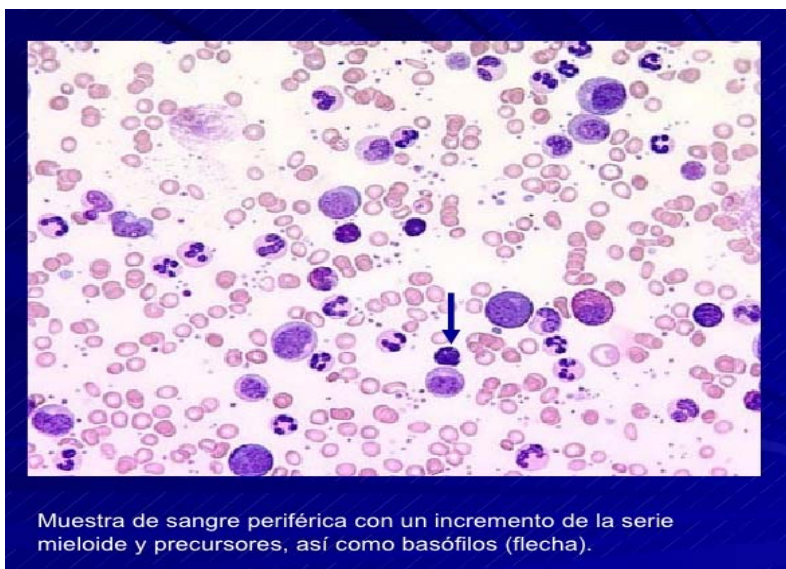 Muestra de sangre periférica con un incremento de la serie
mieloide y precursores, así como basófilos (flecha).